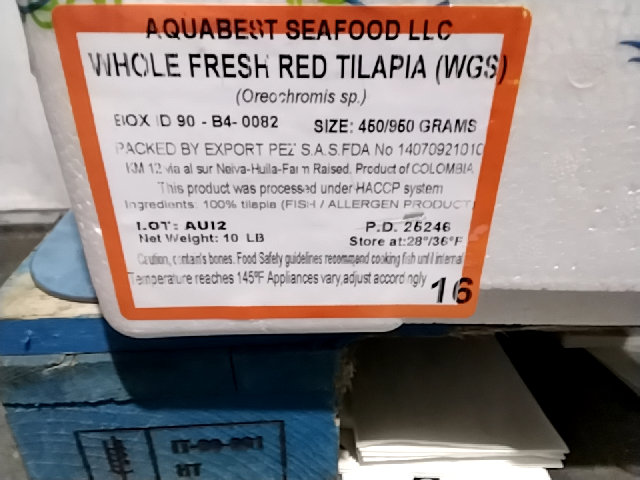 AQUABEST SEAFOOD LLC
WHOLE FRESH RED TILAPIA (WGS)
(Oreochromis sp.)
BIOX ID 90 - B4- 0082 SIZE: 450/950 GRAMS
PACKED BY EXPORT PEZ S.A.S.FDA No 14070921010
KM 12 via al sur Neiva-Huila-Farm Raised, Product of COLOMBIA
This product was processed under HACCP system
Ingredients: 100% tilapia (FISH / ALLERGEN PRODUCT)
LOT: AU12 P.D. 25246
Net Weight: 10 LB Store at:28°/36°F
Caution, contains bones. Food Safety guidelines recommend cooking fish until internal
Temperature reaches 145ºF Appliances vary,adjust accordingly 16
HT